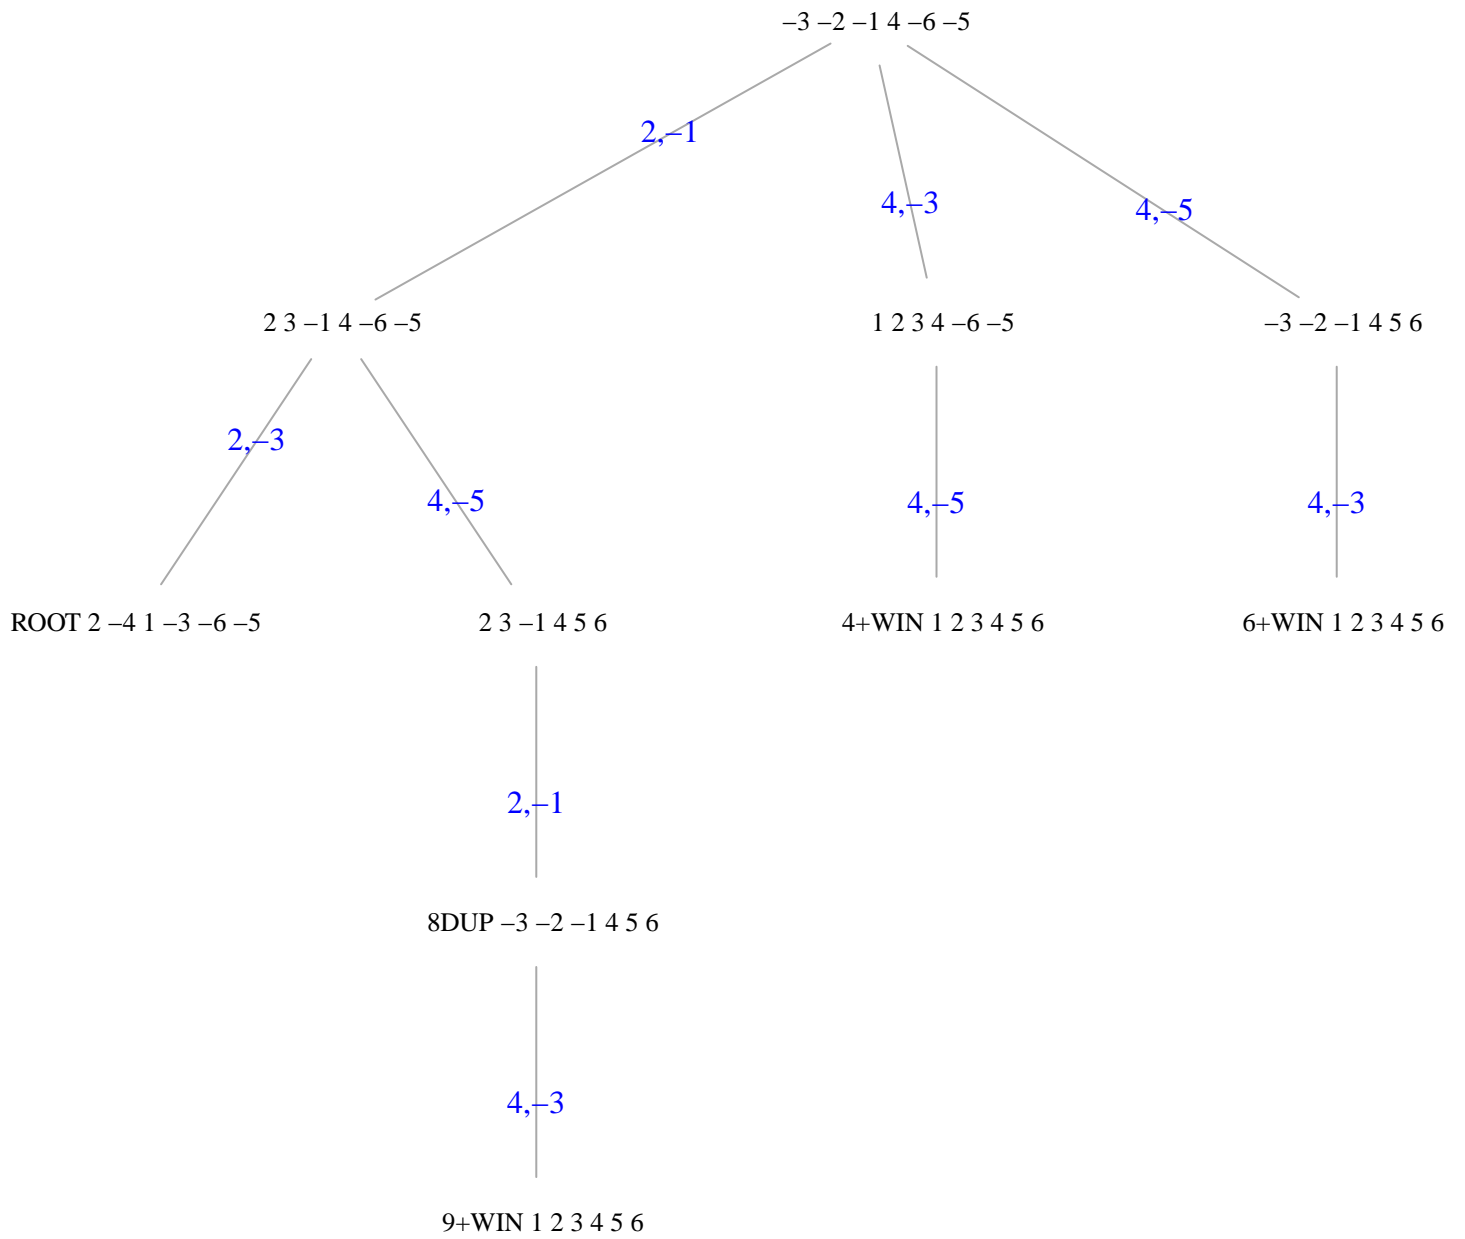 –3 –2 –1 4 –6 –5
2,–1
4,–3
4,–5
2 3 –1 4 –6 –5
1 2 3 4 –6 –5
–3 –2 –1 4 5 6
2,–3
4,–5
4,–5
4,–3
ROOT 2 –4 1 –3 –6 –5
2 3 –1 4 5 6
4+WIN 1 2 3 4 5 6
6+WIN 1 2 3 4 5 6
2,–1
8DUP –3 –2 –1 4 5 6
4,–3
9+WIN 1 2 3 4 5 6